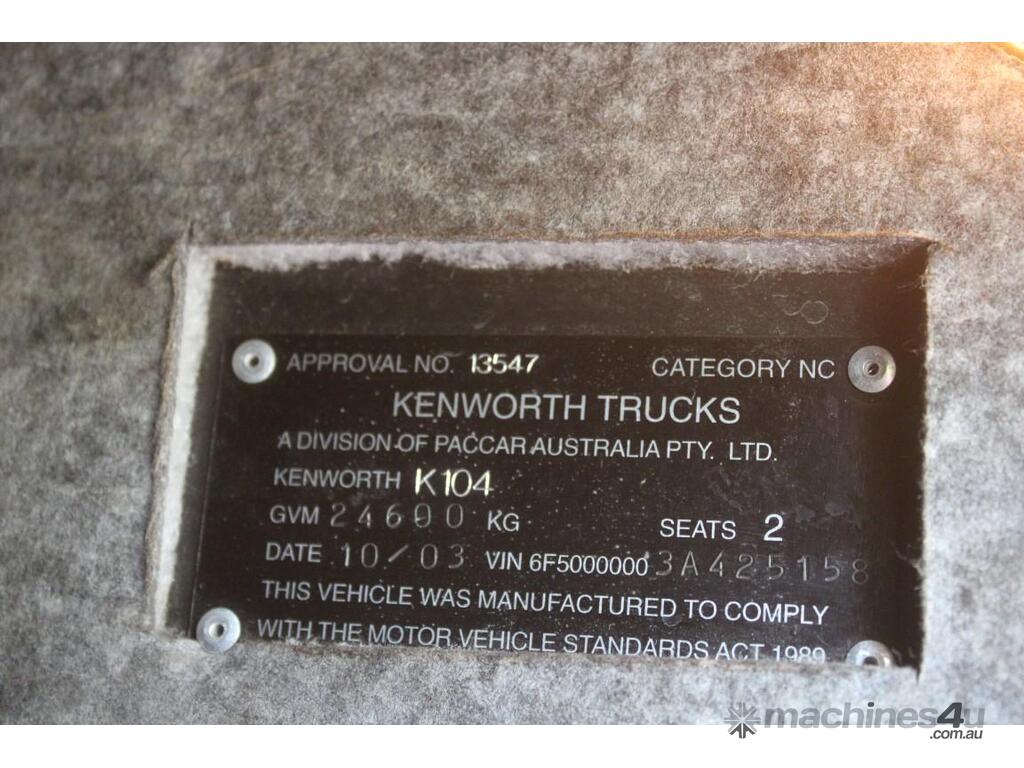 APPROVAL NO. 13547 CATEGORY NC
KENWORTH TRUCKS
A DIVISION OF PACCAR AUSTRALIA PTY. LTD.
KENWORTH K104
GVM 24600 KG SEATS 2
DATE 10/03 VIN 6F5000000 3A425158
THIS VEHICLE WAS MANUFACTURED TO COMPLY
WITH THE MOTOR VEHICLE STANDARDS ACT 1989
machines4u
.com.au